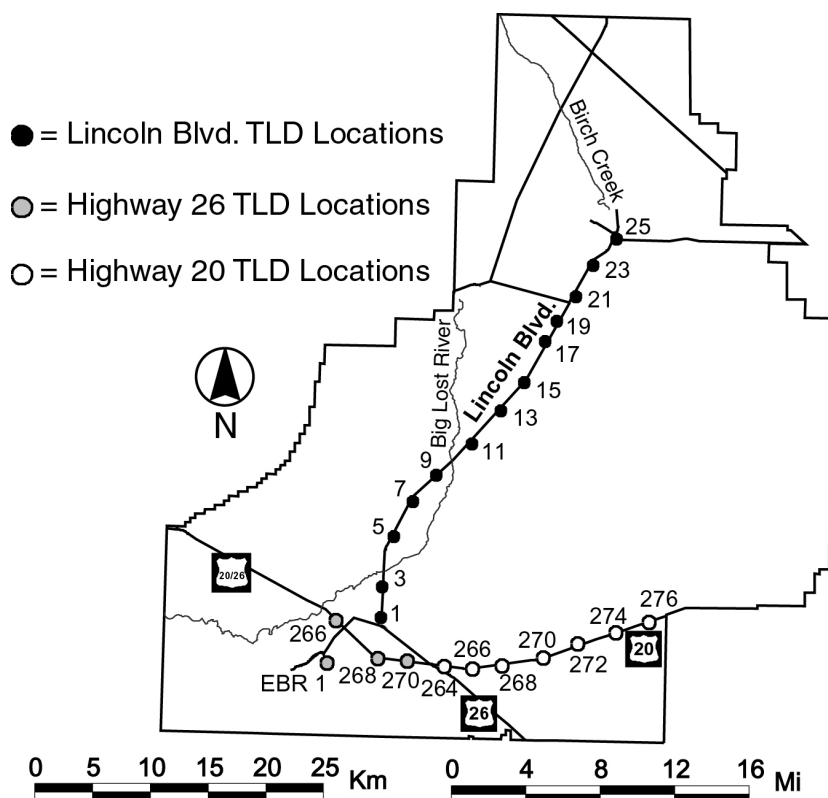 Birch Creek
= Lincoln Blvd. TLD Locations
= Highway 26 TLD Locations
= Highway 20 TLD Locations
25
23
21
19
17
15
13
11
9
7
5
3
1
Lincoln Blvd.
Big Lost River
N
20/26
266
268
270
EBR 1
264
266
268
270
272
274
276
20
26
0 5 10 15 20 25 Km
0 4 8 12 16 Mi